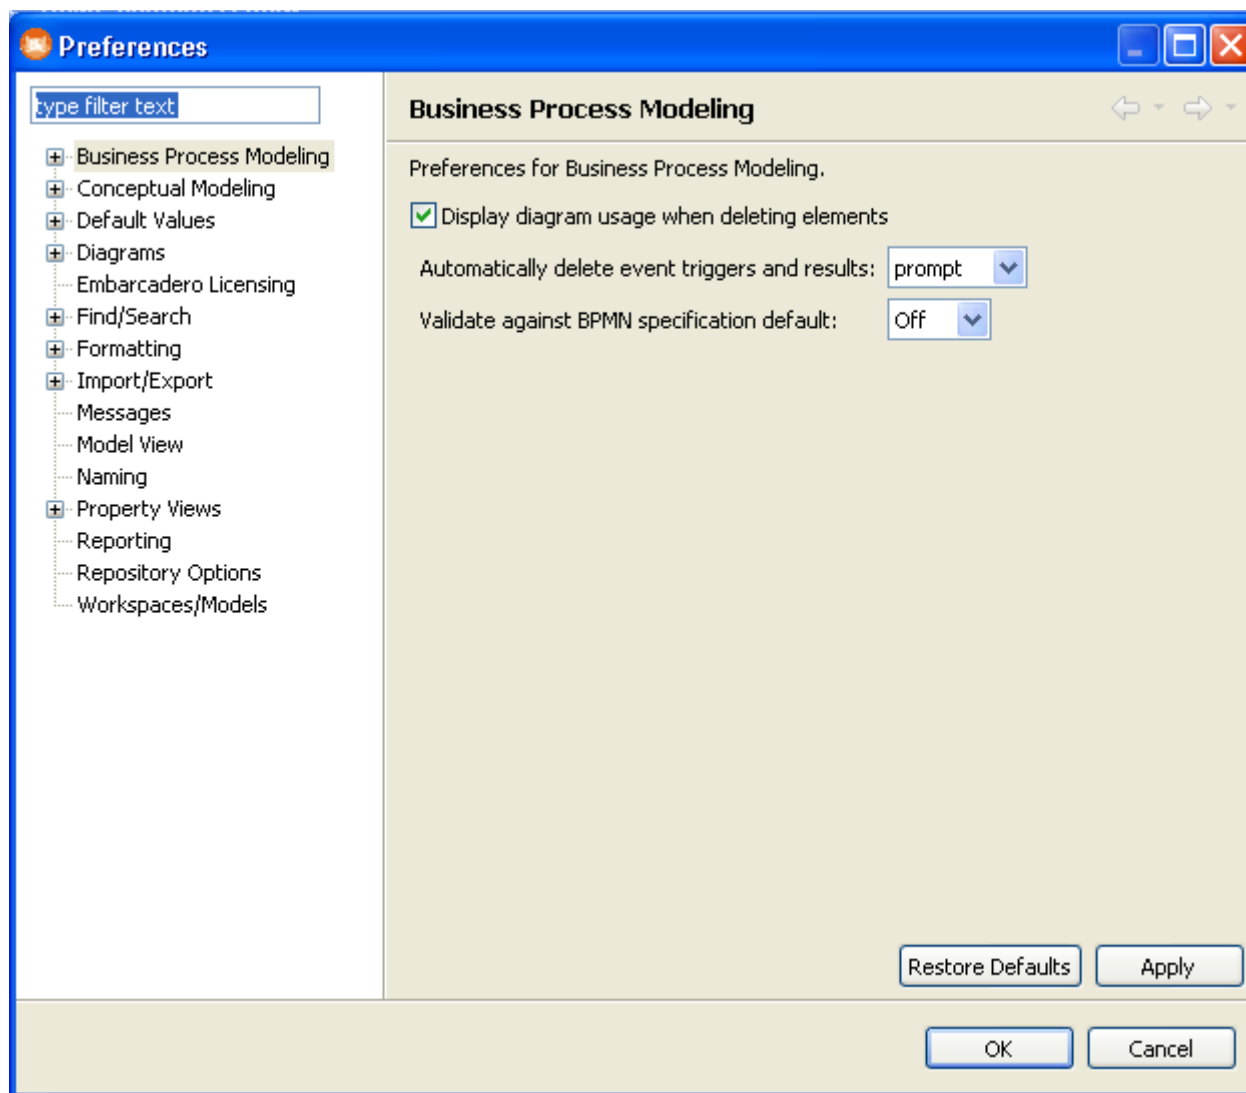 Preferences
type filter text
Business Process Modeling
Conceptual Modeling
Default Values
Diagrams
Embarcadero Licensing
Find/Search
Formatting
Import/Export
Messages
Model View
Naming
Property Views
Reporting
Repository Options
Workspaces/Models
Business Process Modeling
Preferences for Business Process Modeling.
Display diagram usage when deleting elements
Automatically delete event triggers and results: prompt
Validate against BPMN specification default: Off
Restore Defaults Apply
OK Cancel